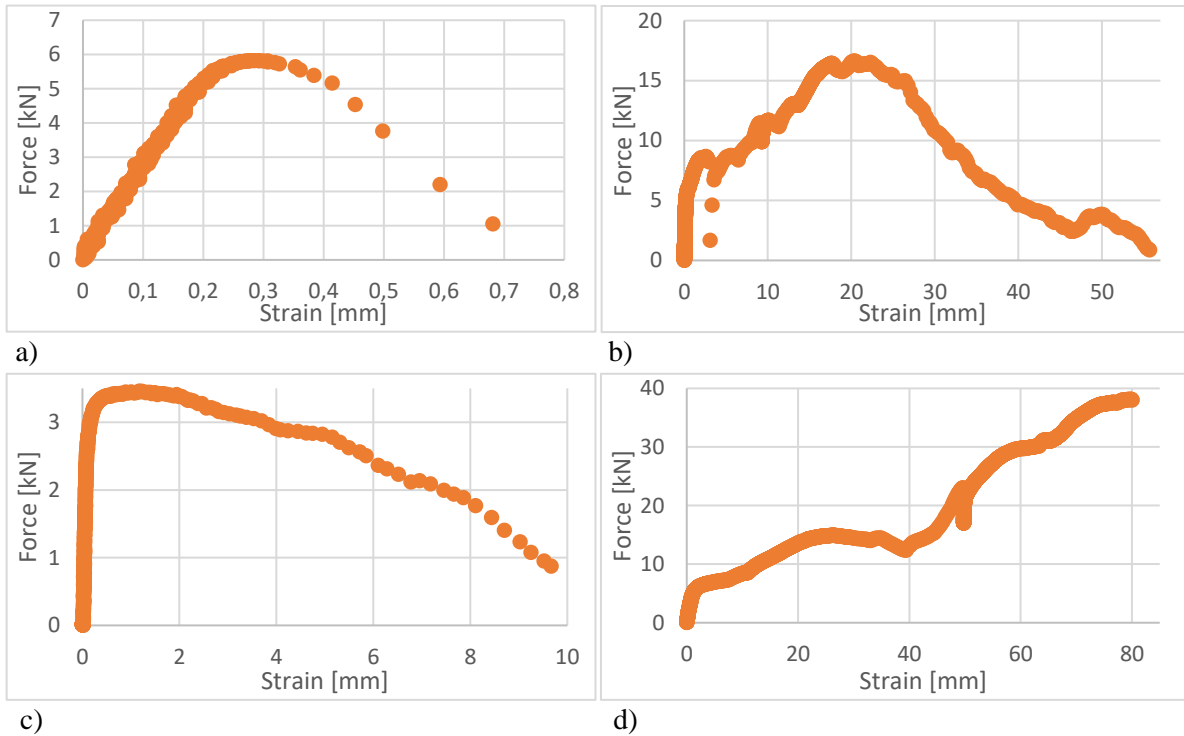 7
6
5
4
3
2
1
0
Force [kN]
0 0,1 0,2 0,3 0,4 0,5 0,6 0,7 0,8
Strain [mm]
a)
20
15
10
5
0
Force [kN]
0 10 20 30 40 50
Strain [mm]
b)
3
2
1
0
Force [kN]
0 2 4 6 8 10
Strain [mm]
c)
40
30
20
10
0
Force [kN]
0 20 40 60 80
Strain [mm]
d)